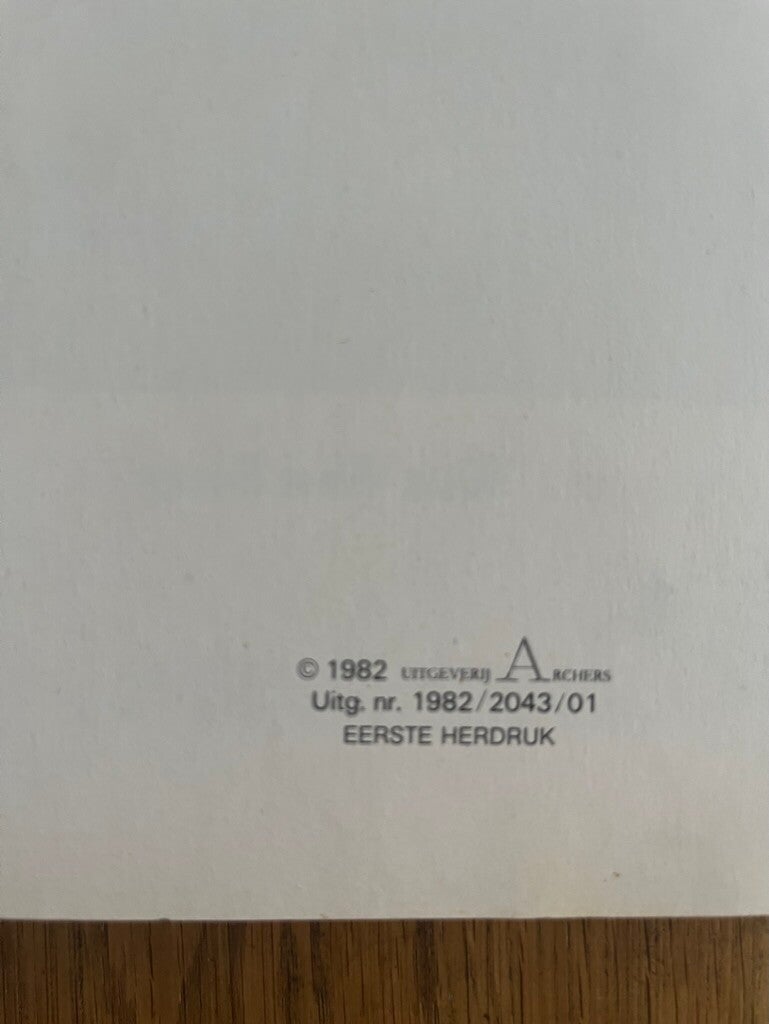 © 1982 UITGEVERIJ ARCHERS
Uitg. nr. 1982/2043/01
EERSTE HERDRUK